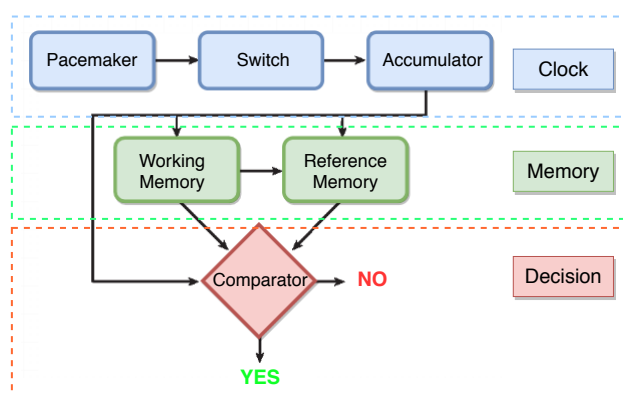 Pacemaker
Switch
Accumulator
Clock
Working
Memory
Reference
Memory
Memory
Comparator
NO
Decision
YES